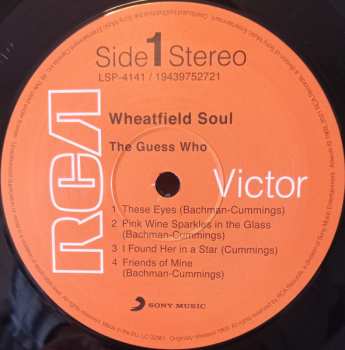 Side 1 Stereo
LSP-4141 / 19439752721
Wheatfield Soul
The Guess Who
RCA
Victor
1 These Eyes (Bachman-Cummings)
2 Pink Wine Sparkles in the Glass
(Bachman-Cummings)
3 I Found Her in a Star (Cummings)
4 Friends of Mine
(Bachman-Cummings)
SONY MUSIC